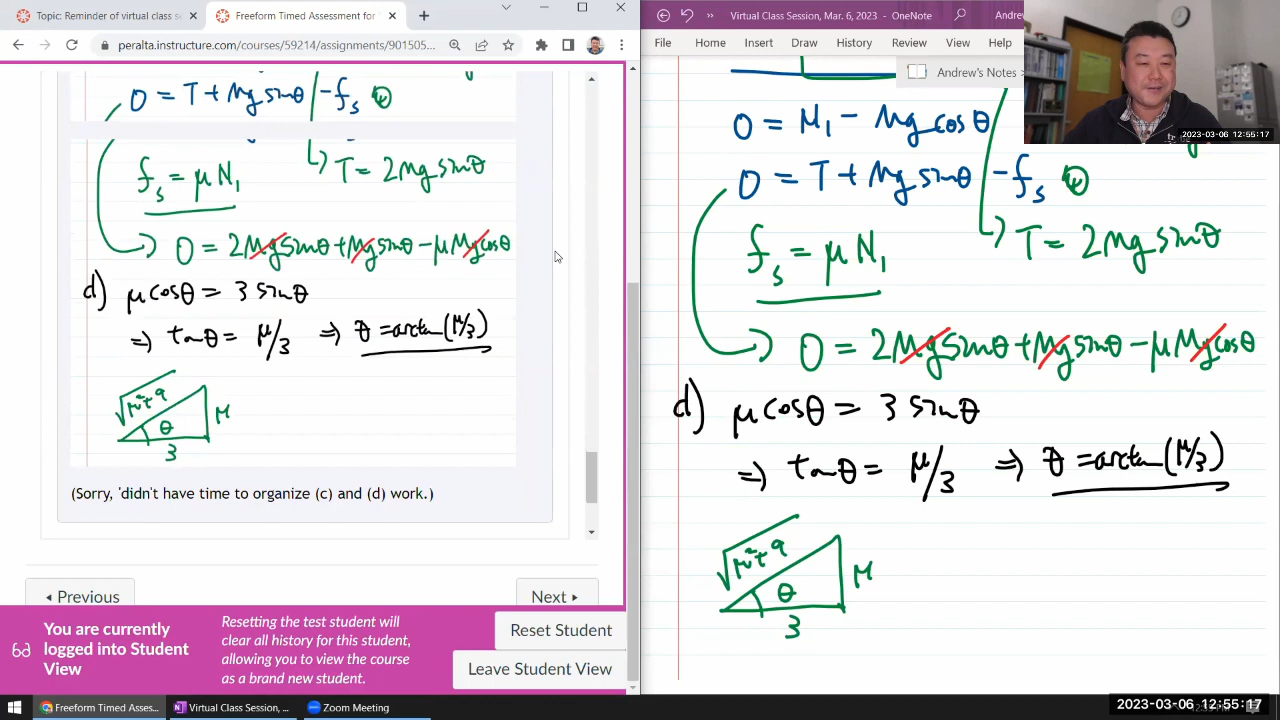 Topic: Reminder of virtual class s
Freeform Timed Assessment for
peralta.instructure.com/courses/59214/assignments/901505...
0 = T + Mg sinθ - fs
fs = μ N1
T = 2Mg sinθ
0 = 2Mg sinθ + Mg sinθ - μ Mg cosθ
d) μ cosθ = 3 sinθ
⇒ tanθ = μ/3 ⇒ θ = arctan(μ/3)
√μ²+9
θ
μ
3
(Sorry, 'didn't have time to organize (c) and (d) work.)
◂ Previous
Next ▸
You are currently logged into Student View
Resetting the test student will
clear all history for this student,
allowing you to view the course
as a brand new student.
Reset Student
Leave Student View
Virtual Class Session, Mar. 6, 2023 - OneNote
Andre
File Home Insert Draw History Review View Help
Andrew's Notes >
2023-03-06 12:55:17
0 = N1 - Mg cosθ
0 = T + Mg sinθ - fs
fs = μ N1
T = 2Mg sinθ
0 = 2Mg sinθ + Mg sinθ - μ Mg cosθ
d) μ cosθ = 3 sinθ
⇒ tanθ = μ/3 ⇒ θ = arctan(μ/3)
√μ²+9
θ
μ
3
Freeform Timed Asses...
Virtual Class Session, ...
Zoom Meeting
2023-03-06 12:55:17